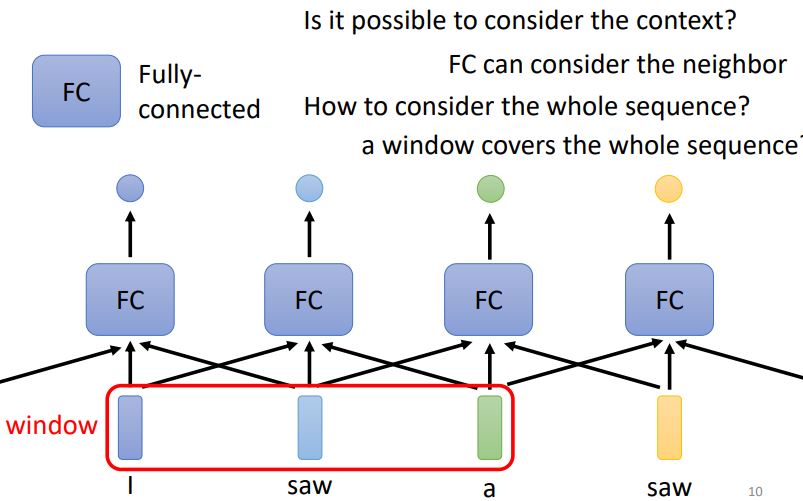 Is it possible to consider the context?
FC can consider the neighbor
How to consider the whole sequence?
a window covers the whole sequence?
FC
Fully-
connected
FC FC FC FC
window
I saw a saw
10